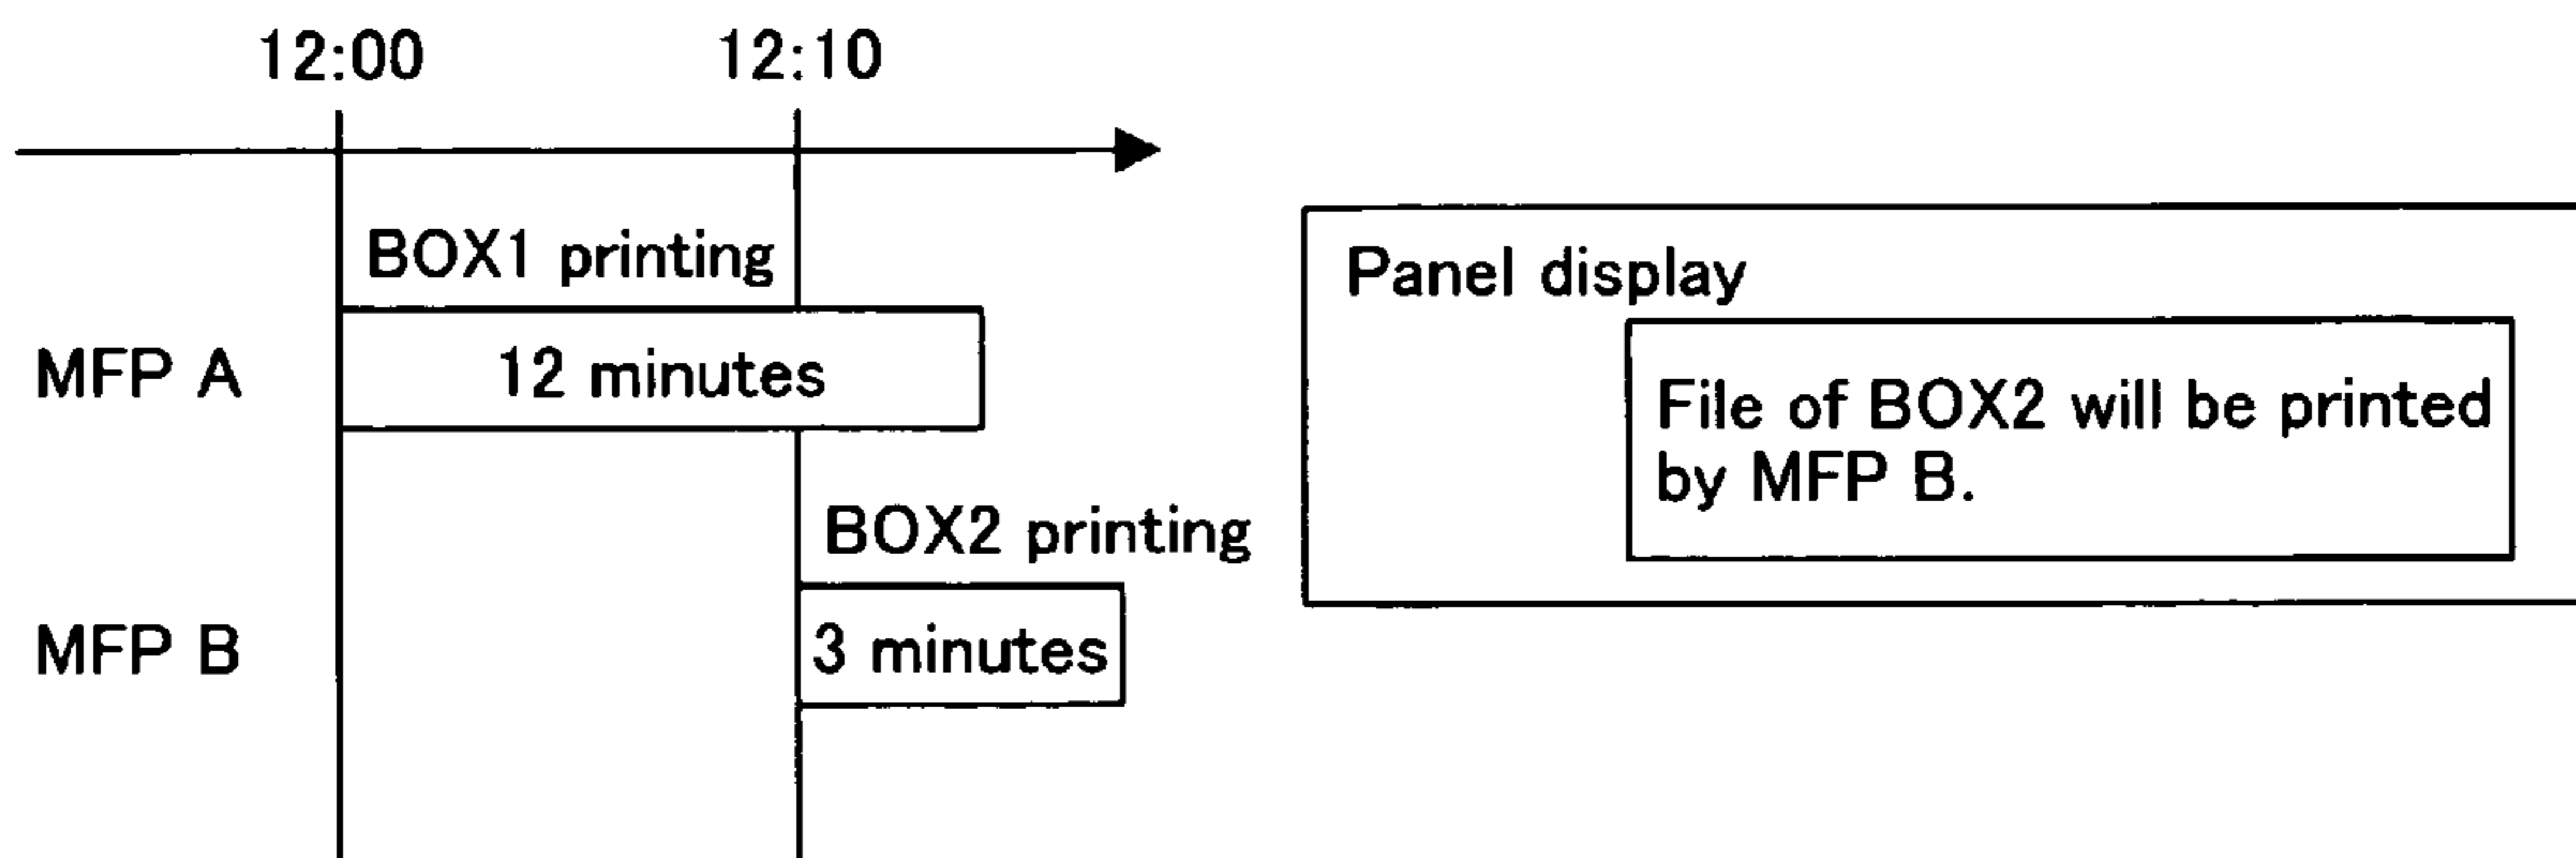 12:00 12:10
BOX1 printing
MFP A 12 minutes
BOX2 printing
MFP B 3 minutes
Panel display
File of BOX2 will be printed
by MFP B.